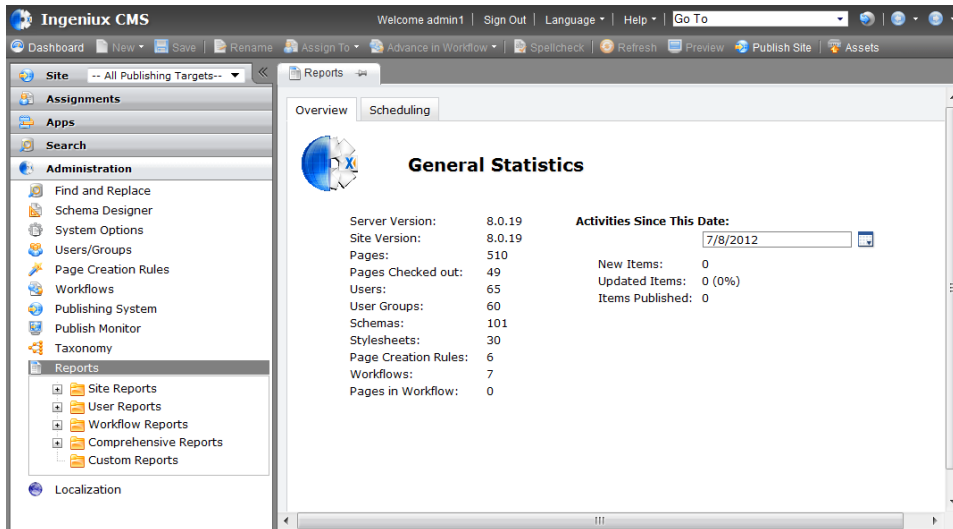 Ingeniux CMS
Welcome admin1 | Sign Out | Language | Help | Go To
Dashboard New Save Rename Assign To Advance in Workflow Spellcheck Refresh Preview Publish Site Assets
Site -- All Publishing Targets--
Assignments
Apps
Search
Administration
Find and Replace
Schema Designer
System Options
Users/Groups
Page Creation Rules
Workflows
Publishing System
Publish Monitor
Taxonomy
Reports
Site Reports
User Reports
Workflow Reports
Comprehensive Reports
Custom Reports
Localization
Reports
Overview Scheduling
X
General Statistics
Server Version: 8.0.19
Site Version: 8.0.19
Pages: 510
Pages Checked out: 49
Users: 65
User Groups: 60
Schemas: 101
Stylesheets: 30
Page Creation Rules: 6
Workflows: 7
Pages in Workflow: 0
Activities Since This Date:
7/8/2012
New Items: 0
Updated Items: 0 (0%)
Items Published: 0